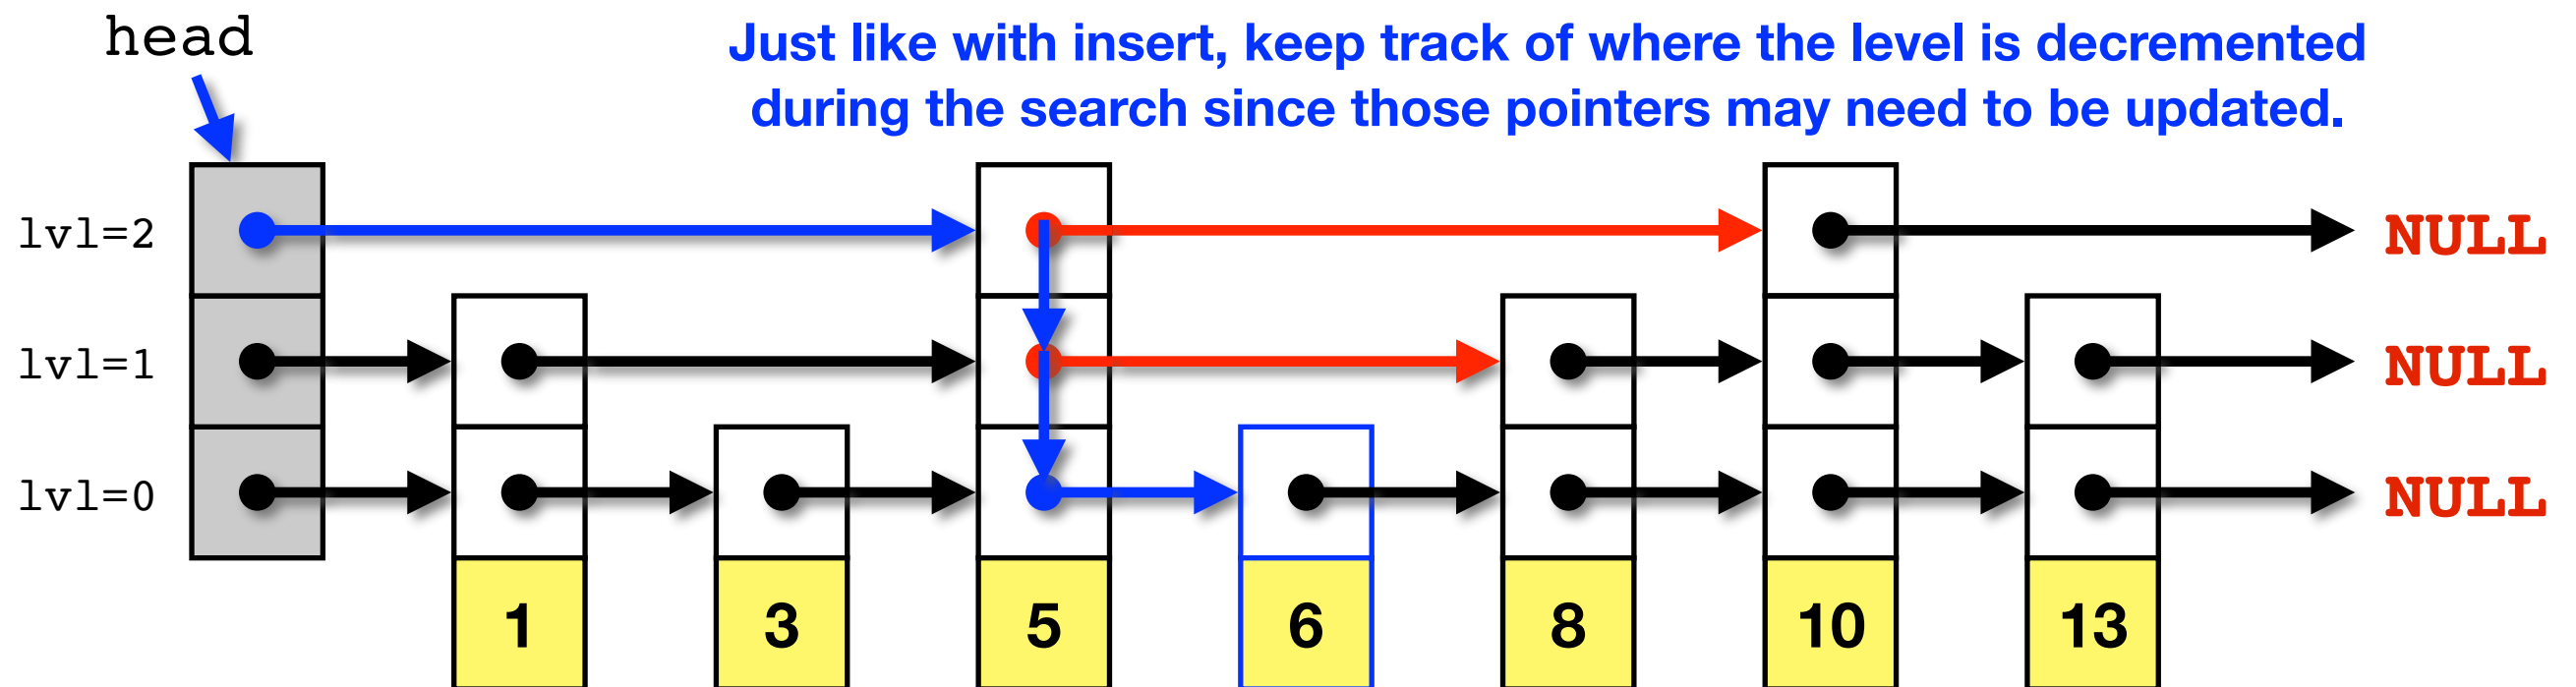 head
Just like with insert, keep track of where the level is decremented
during the search since those pointers may need to be updated.
lvl=2 NULL
lvl=1 NULL
lvl=0 NULL
1 3 5 6 8 10 13